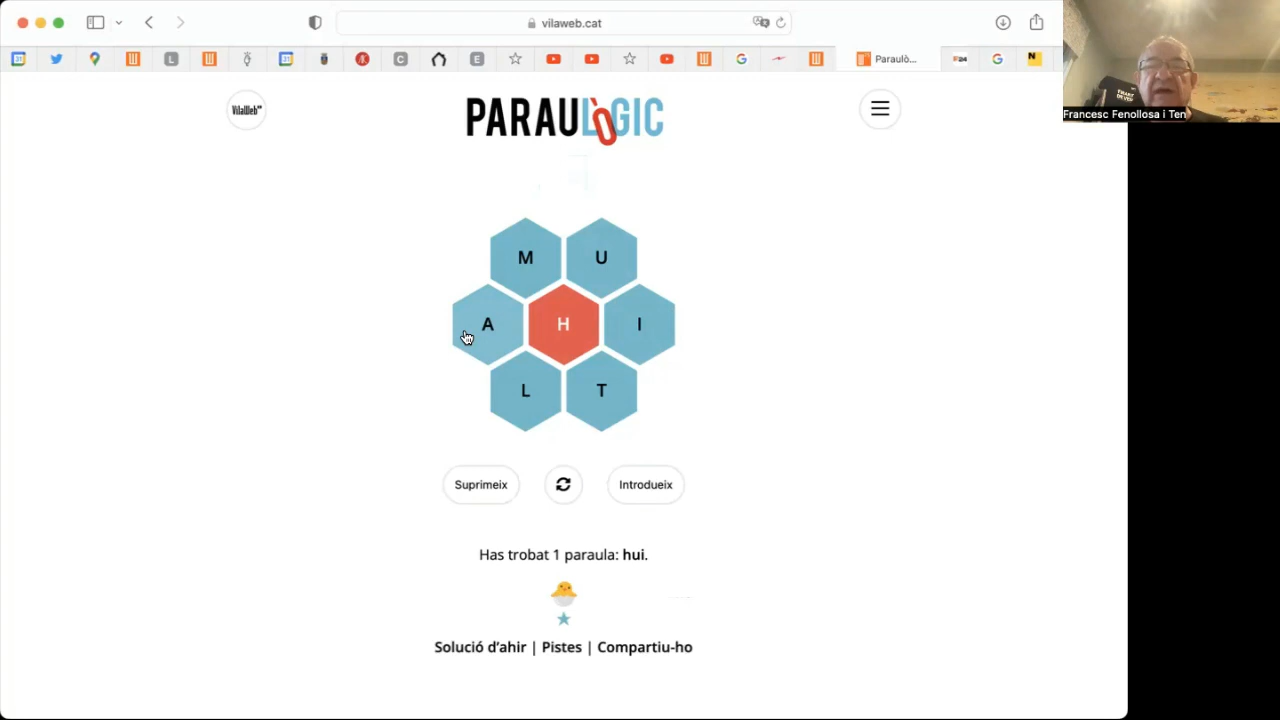 vilaweb.cat
Paraulò...
VilaWeb
PARAULÒGIC
Francesc Fenollosa i Ten
M
U
A
H
I
L
T
Suprimeix
Introdueix
Has trobat 1 paraula: hui.
Solució d'ahir | Pistes | Compartiu-ho